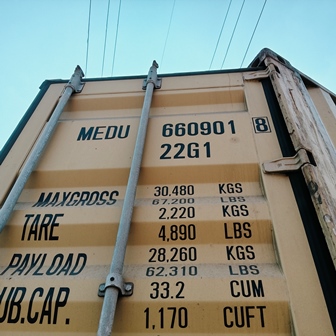 MEDU 660901 8
22G1
MAXGROSS 30,480 KGS
67,200 LBS
TARE 2,220 KGS
4,890 LBS
PAYLOAD 28,260 KGS
62,310 LBS
UB.CAP. 33.2 CUM
1,170 CUFT